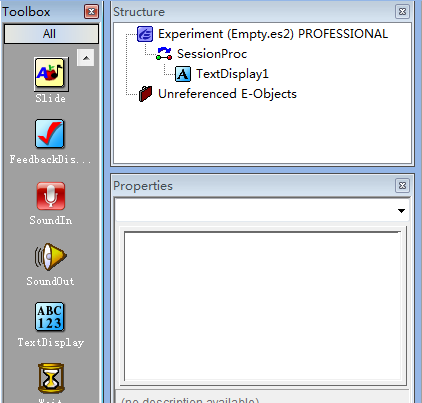 Toolbox
All
Slide
FeedbackDis...
SoundIn
SoundOut
ABC
123
TextDisplay
Wait
Structure
Experiment (Empty.es2) PROFESSIONAL
SessionProc
A
TextDisplay1
Unreferenced E-Objects
Properties
(no description available)